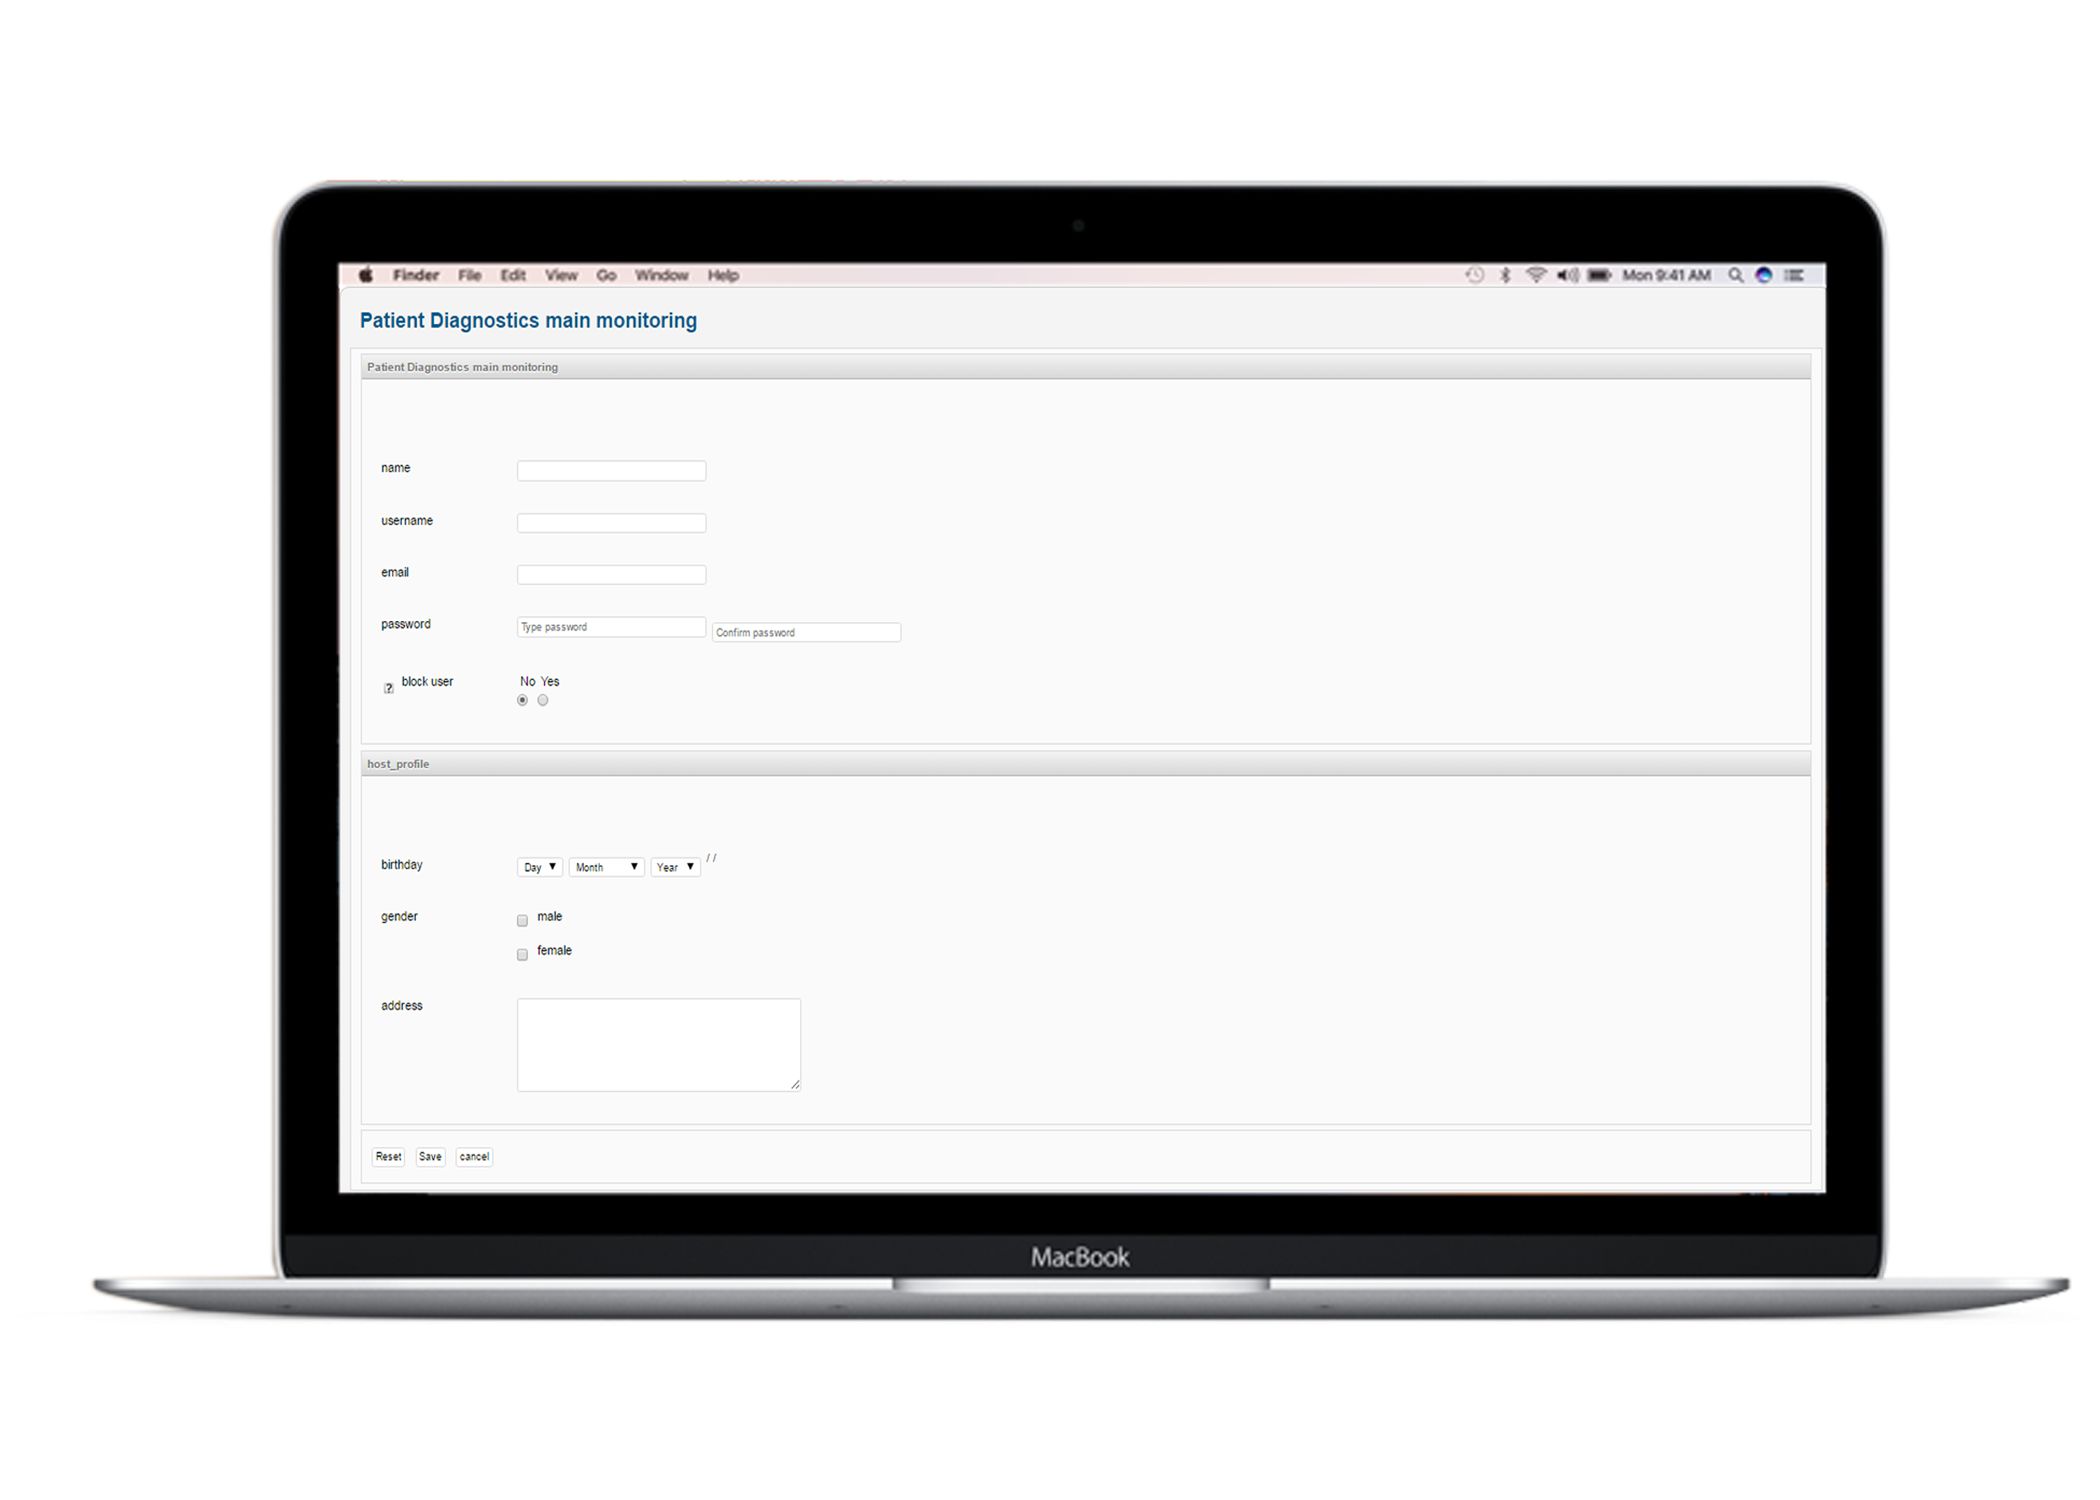 Finder File Edit View Go Window Help Mon 9:41 AM
Patient Diagnostics main monitoring
Patient Diagnostics main monitoring
name
username
email
password Type password Confirm password
? block user No Yes
host_profile
birthday Day Month Year / /
gender male
female
address
Reset Save cancel
MacBook